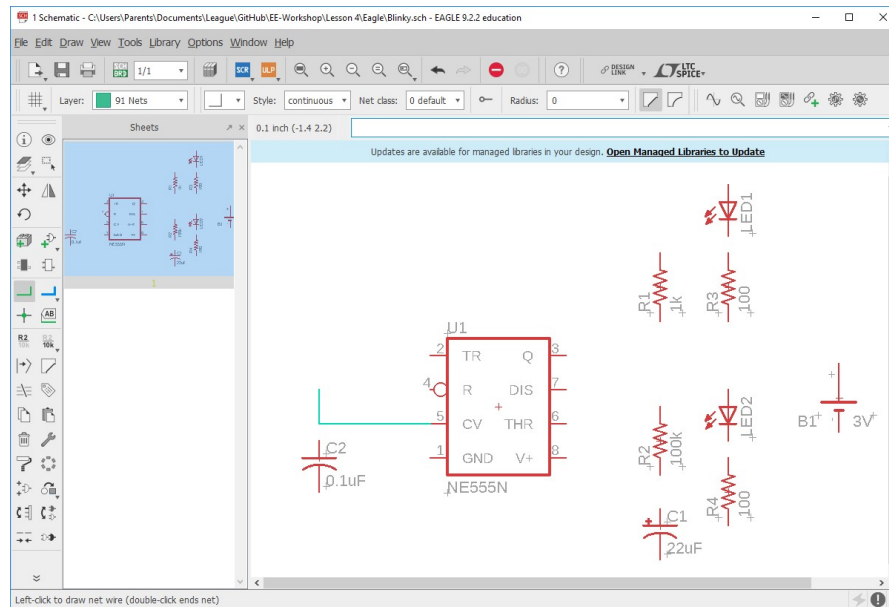 1 Schematic - C:\Users\Parents\Documents\League\GitHub\EE-Workshop\Lesson 4\Eagle\Blinky.sch - EAGLE 9.2.2 education
File Edit Draw View Tools Library Options Window Help
1/1 SCR ULP DESIGN LINK LTC SPICE
Layer: 91 Nets Style: continuous Net class: 0 default Radius: 0
Sheets
0.1 inch (-1.4 2.2)
Updates are available for managed libraries in your design. Open Managed Libraries to Update
1
LED1
R1 1k R3 100
U1
2 TR Q 3
4 R DIS 7
5 CV THR 6
1 GND V+ 8
NE555N
C2
0.1uF
LED2
R2 100k
R4 100
C1
22uF
B1 3V
Left-click to draw net wire (double-click ends net)